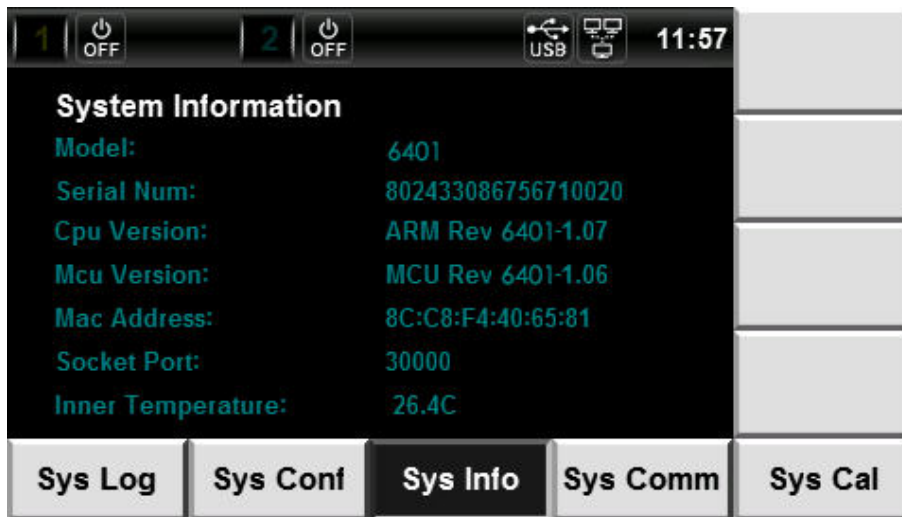 1 OFF 2 OFF USB 11:57
System Information
Model: 6401
Serial Num: 802433086756710020
Cpu Version: ARM Rev 6401-1.07
Mcu Version: MCU Rev 6401-1.06
Mac Address: 8C:C8:F4:40:65:81
Socket Port: 30000
Inner Temperature: 26.4C
Sys Log Sys Conf Sys Info Sys Comm Sys Cal